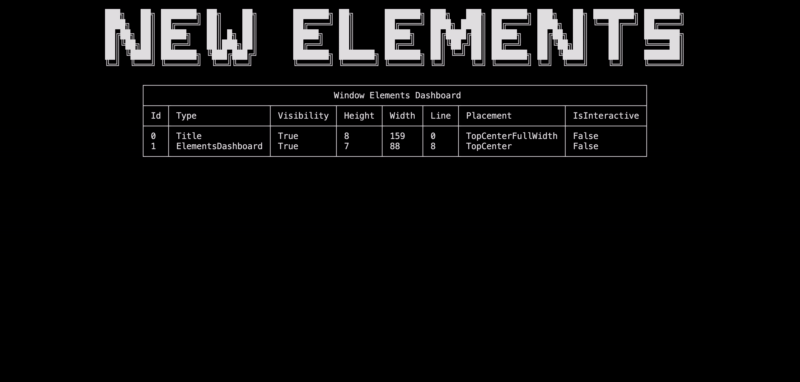 NEW ELEMENTS
Window Elements Dashboard
Id Type Visibility Height Width Line Placement IsInteractive
0 Title True 8 159 0 TopCenterFullWidth False
1 ElementsDashboard True 7 88 8 TopCenter False